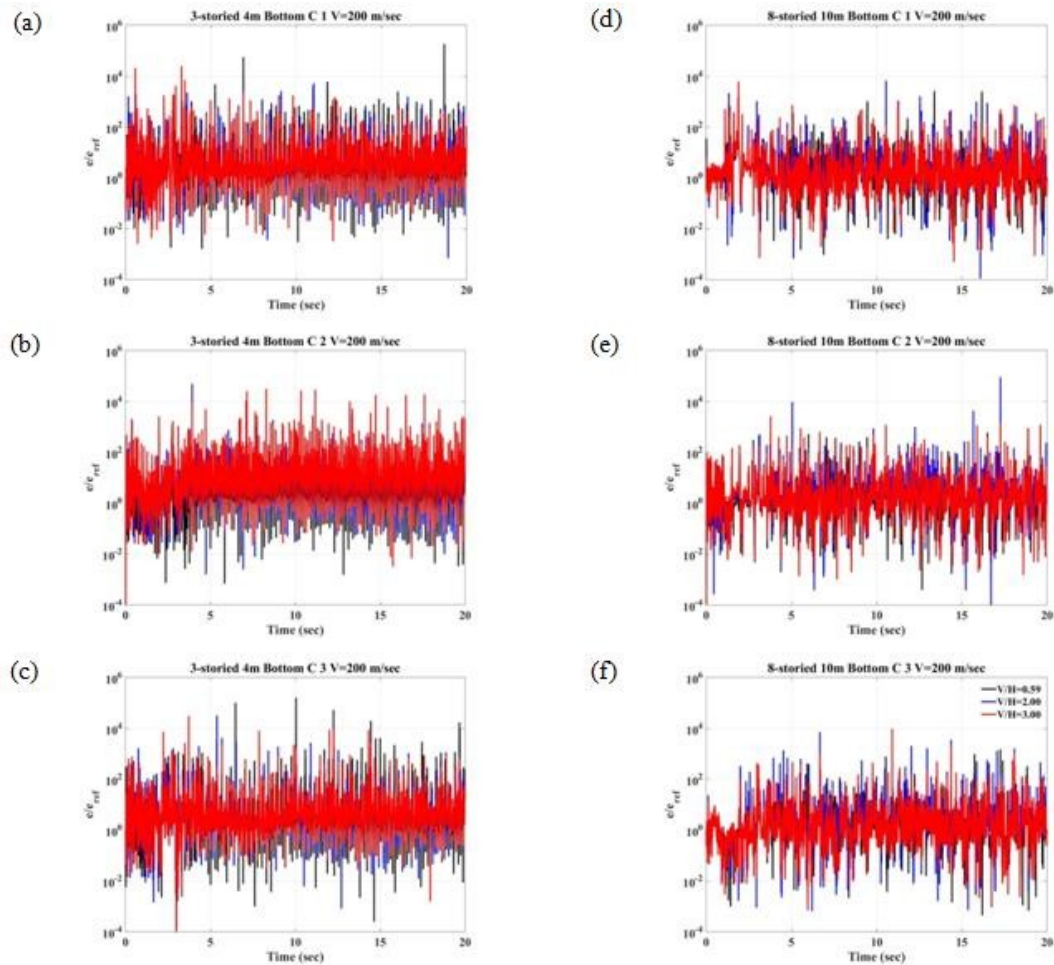 (a)
3-storied 4m Bottom C 1 V=200 m/sec
10^6
10^4
10^2
10^0
10^-2
10^-4
e/e_ref
0 5 10 15 20
Time (sec)
(d)
8-storied 10m Bottom C 1 V=200 m/sec
10^6
10^4
10^2
10^0
10^-2
10^-4
e/e_ref
0 5 10 15 20
Time (sec)
(b)
3-storied 4m Bottom C 2 V=200 m/sec
10^6
10^4
10^2
10^0
10^-2
10^-4
e/e_ref
0 5 10 15 20
Time (sec)
(e)
8-storied 10m Bottom C 2 V=200 m/sec
10^6
10^4
10^2
10^0
10^-2
10^-4
e/e_ref
0 5 10 15 20
Time (sec)
(c)
3-storied 4m Bottom C 3 V=200 m/sec
10^6
10^4
10^2
10^0
10^-2
10^-4
e/e_ref
0 5 10 15 20
Time (sec)
(f)
8-storied 10m Bottom C 3 V=200 m/sec
V/H=0.59
V/H=2.00
V/H=3.00
10^6
10^4
10^2
10^0
10^-2
10^-4
e/e_ref
0 5 10 15 20
Time (sec)